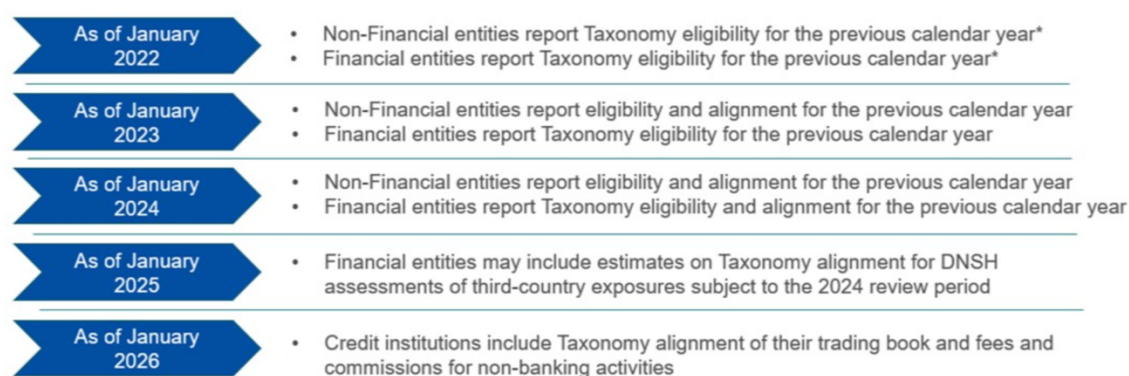 As of January
2022
• Non-Financial entities report Taxonomy eligibility for the previous calendar year*
• Financial entities report Taxonomy eligibility for the previous calendar year*
As of January
2023
• Non-Financial entities report eligibility and alignment for the previous calendar year
• Financial entities report Taxonomy eligibility for the previous calendar year
As of January
2024
• Non-Financial entities report eligibility and alignment for the previous calendar year
• Financial entities report Taxonomy eligibility and alignment for the previous calendar year
As of January
2025
• Financial entities may include estimates on Taxonomy alignment for DNSH
assessments of third-country exposures subject to the 2024 review period
As of January
2026
• Credit institutions include Taxonomy alignment of their trading book and fees and
commissions for non-banking activities